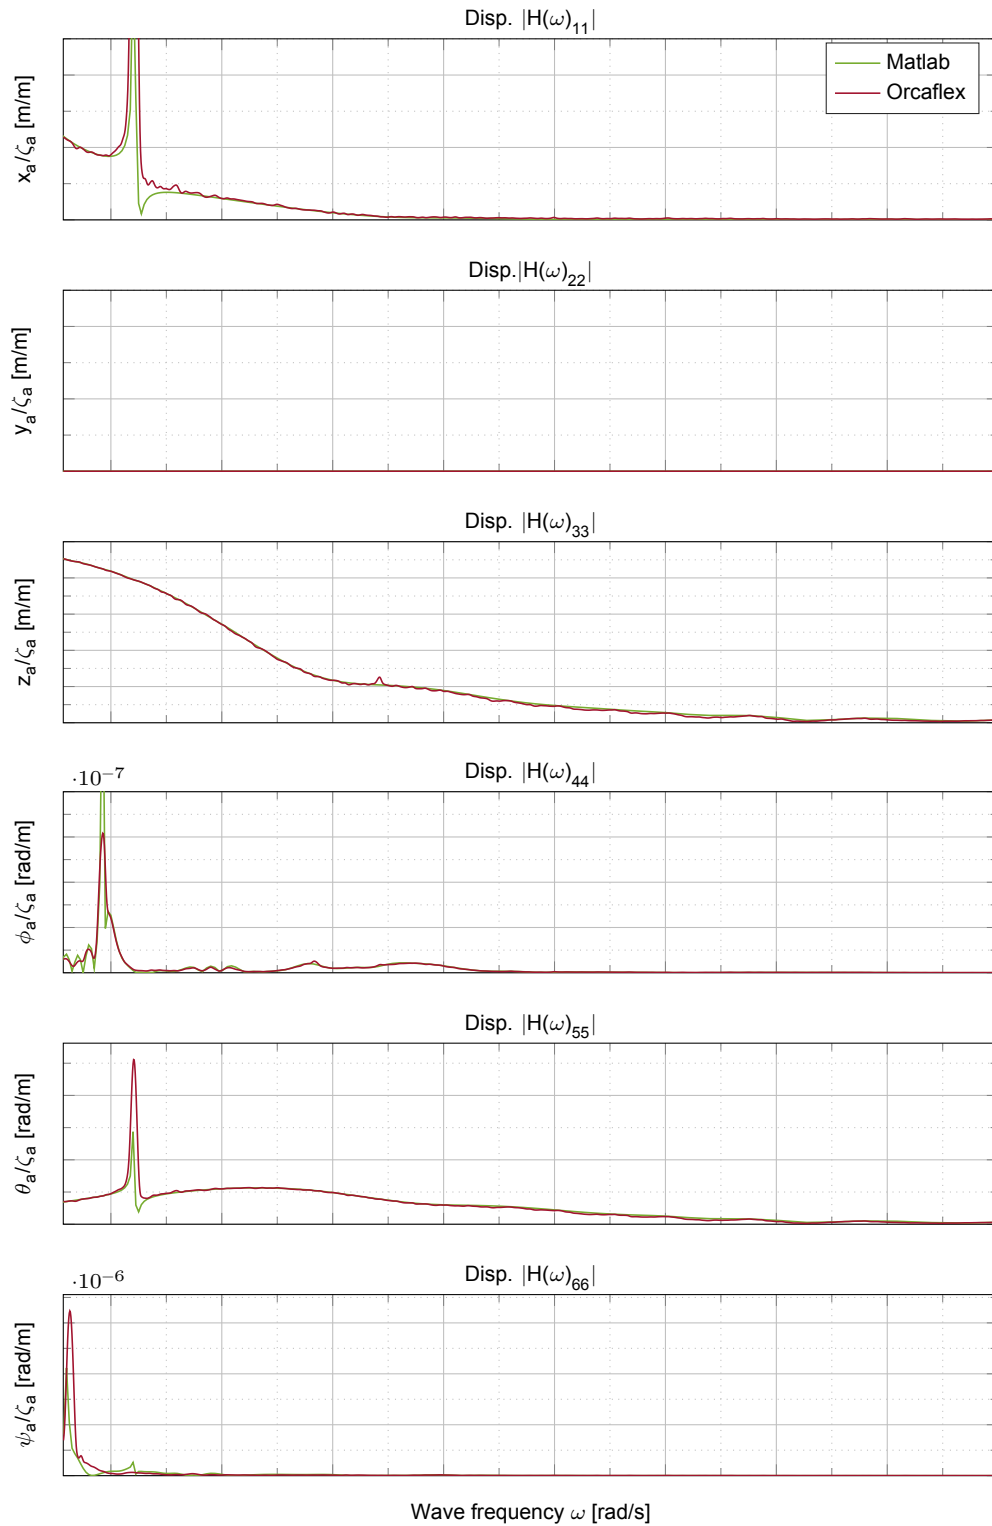 Disp. |H(ω)₁₁|
Matlab
Orcaflex
xₐ/ζₐ [m/m]
Disp.|H(ω)₂₂|
yₐ/ζₐ [m/m]
Disp. |H(ω)₃₃|
zₐ/ζₐ [m/m]
·10⁻⁷
Disp. |H(ω)₄₄|
ϕₐ/ζₐ [rad/m]
Disp. |H(ω)₅₅|
θₐ/ζₐ [rad/m]
·10⁻⁶
Disp. |H(ω)₆₆|
ψₐ/ζₐ [rad/m]
Wave frequency ω [rad/s]